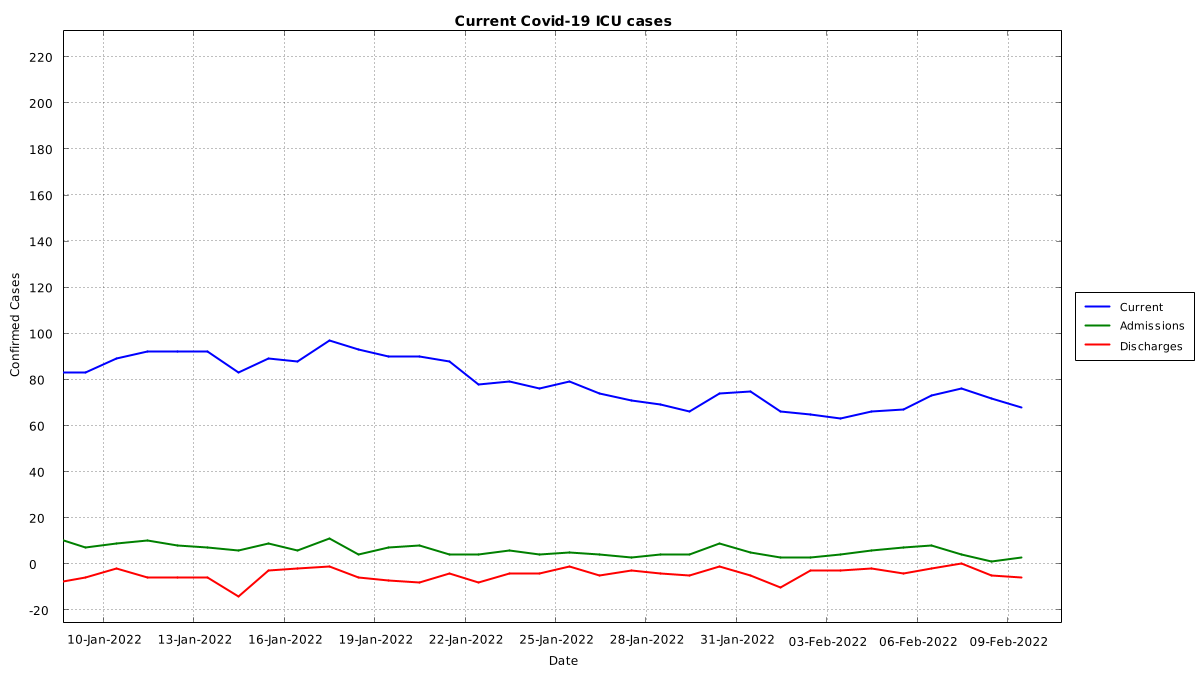 Current Covid-19 ICU cases
220
200
180
160
140
120
100
80
60
40
20
0
-20
Confirmed Cases
10-Jan-2022 13-Jan-2022 16-Jan-2022 19-Jan-2022 22-Jan-2022 25-Jan-2022 28-Jan-2022 31-Jan-2022 03-Feb-2022 06-Feb-2022 09-Feb-2022
Date
Current
Admissions
Discharges